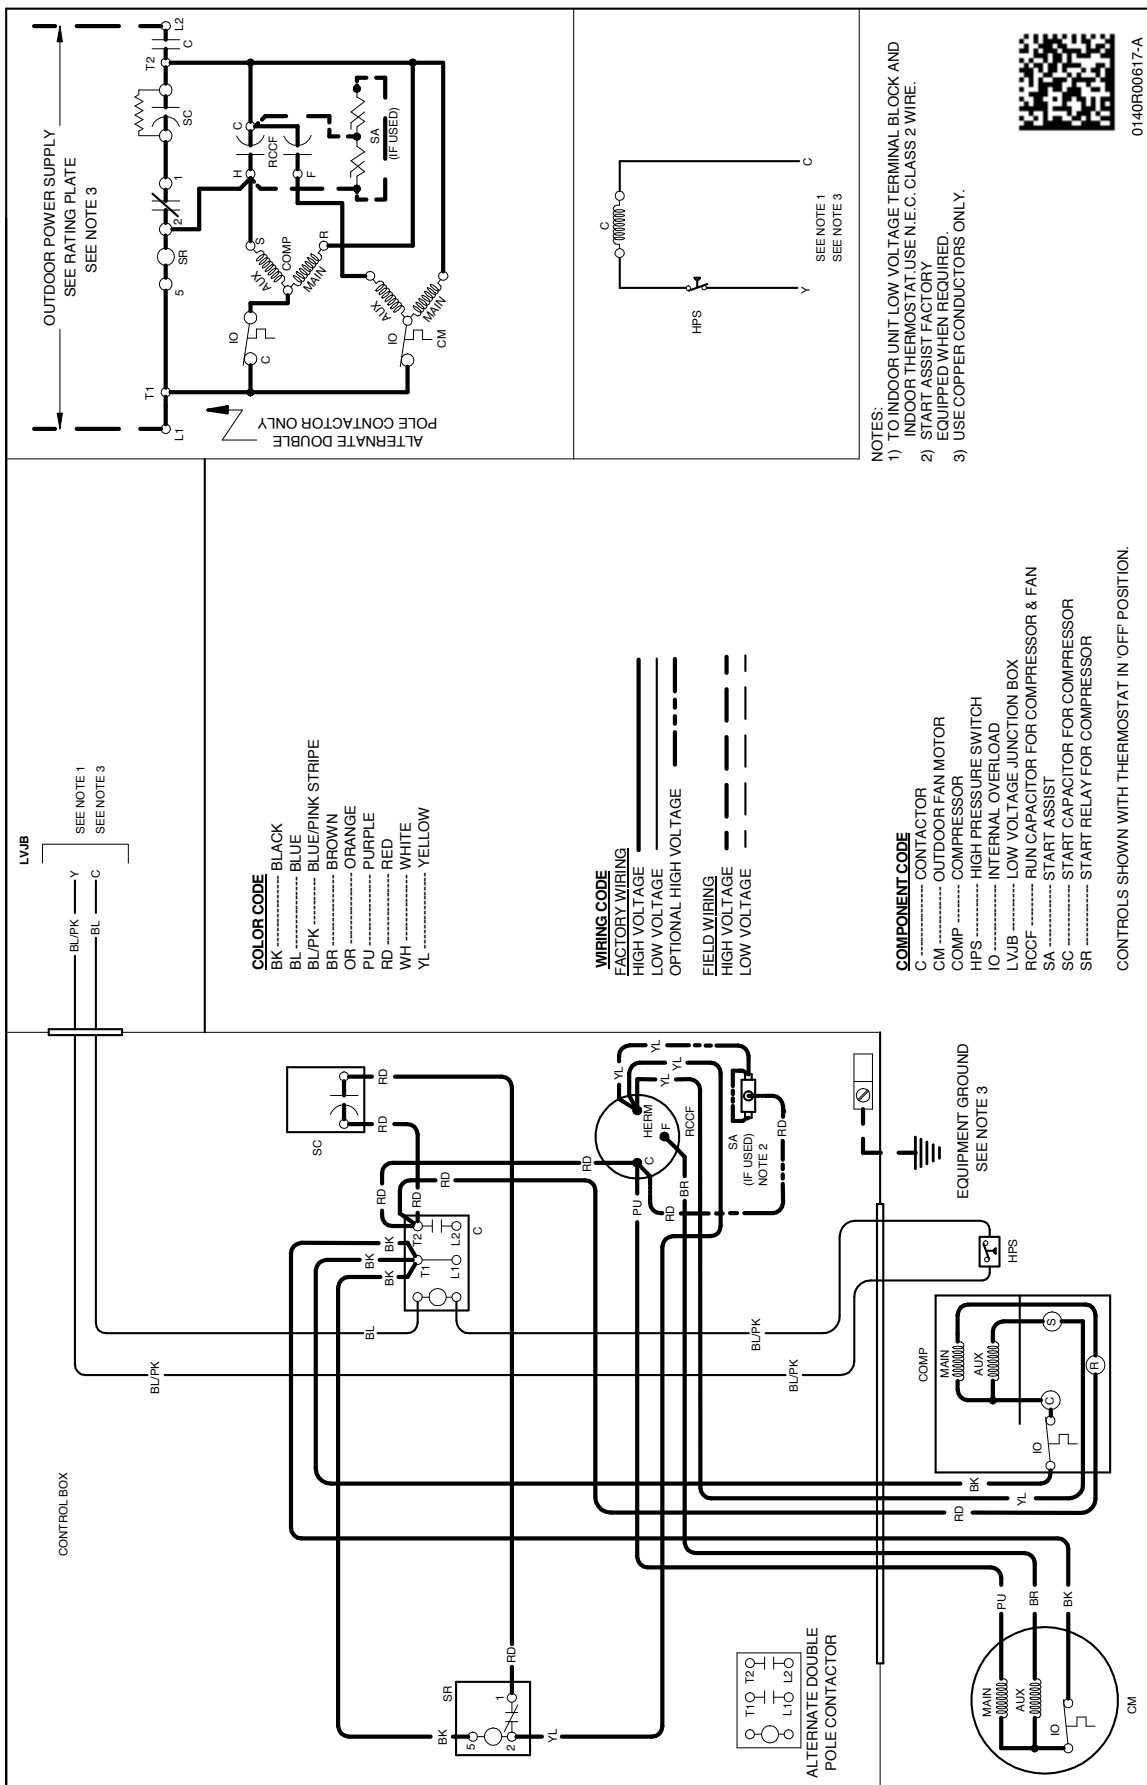 CONTROL BOX
LVJB
BL/PK
Y
BL
C
SEE NOTE 1
SEE NOTE 3
BL/PK
BL
SC
RD
RD
RD
RD
RD
RD
BK
BK
BK
T2
T1
L2
L1
C
BL/PK
BL/PK
HERM
F
C
RCCF
YL
YL
YL
YL
RD
PU
BR
RD
RD
SA
(IF USED)
NOTE 2
SR
5
2
1
BK
YL
RD
ALTERNATE DOUBLE
POLE CONTACTOR
T1
T2
L1
L2
EQUIPMENT GROUND
SEE NOTE 3
HPS
COMP
MAIN
AUX
IO
C
S
R
BK
YL
RD
PU
BR
BK
MAIN
AUX
IO
CM
COLOR CODE
BK ---------- BLACK
BL ---------- BLUE
BL/PK -------- BLUE/PINK STRIPE
BR ---------- BROWN
OR ---------- ORANGE
PU ---------- PURPLE
RD ---------- RED
WH ---------- WHITE
YL ---------- YELLOW
WIRING CODE
FACTORY WIRING
HIGH VOLTAGE
LOW VOLTAGE
OPTIONAL HIGH VOLTAGE
FIELD WIRING
HIGH VOLTAGE
LOW VOLTAGE
COMPONENT CODE
C ---------- CONTACTOR
CM ---------- OUTDOOR FAN MOTOR
COMP ---------- COMPRESSOR
HPS ---------- HIGH PRESSURE SWITCH
IO ---------- INTERNAL OVERLOAD
LVJB ---------- LOW VOLTAGE JUNCTION BOX
RCCF ---------- RUN CAPACITOR FOR COMPRESSOR & FAN
SA ---------- START ASSIST
SC ---------- START CAPACITOR FOR COMPRESSOR
SR ---------- START RELAY FOR COMPRESSOR
CONTROLS SHOWN WITH THERMOSTAT IN 'OFF' POSITION.
OUTDOOR POWER SUPPLY
SEE RATING PLATE
SEE NOTE 3
L1
T1
5
SR
2
1
SC
T2
C
L2
ALTERNATE DOUBLE
POLE CONTACTOR ONLY
C
IO
AUX
COMP
MAIN
S
R
H
C
RCCF
F
SA
(IF USED)
IO
AUX
MAIN
CM
C
HPS
Y
C
SEE NOTE 1
SEE NOTE 3
NOTES:
1) TO INDOOR UNIT LOW VOLTAGE TERMINAL BLOCK AND
INDOOR THERMOSTAT.USE N.E.C. CLASS 2 WIRE.
2) START ASSIST FACTORY
EQUIPPED WHEN REQUIRED.
3) USE COPPER CONDUCTORS ONLY.
0140R00617-A